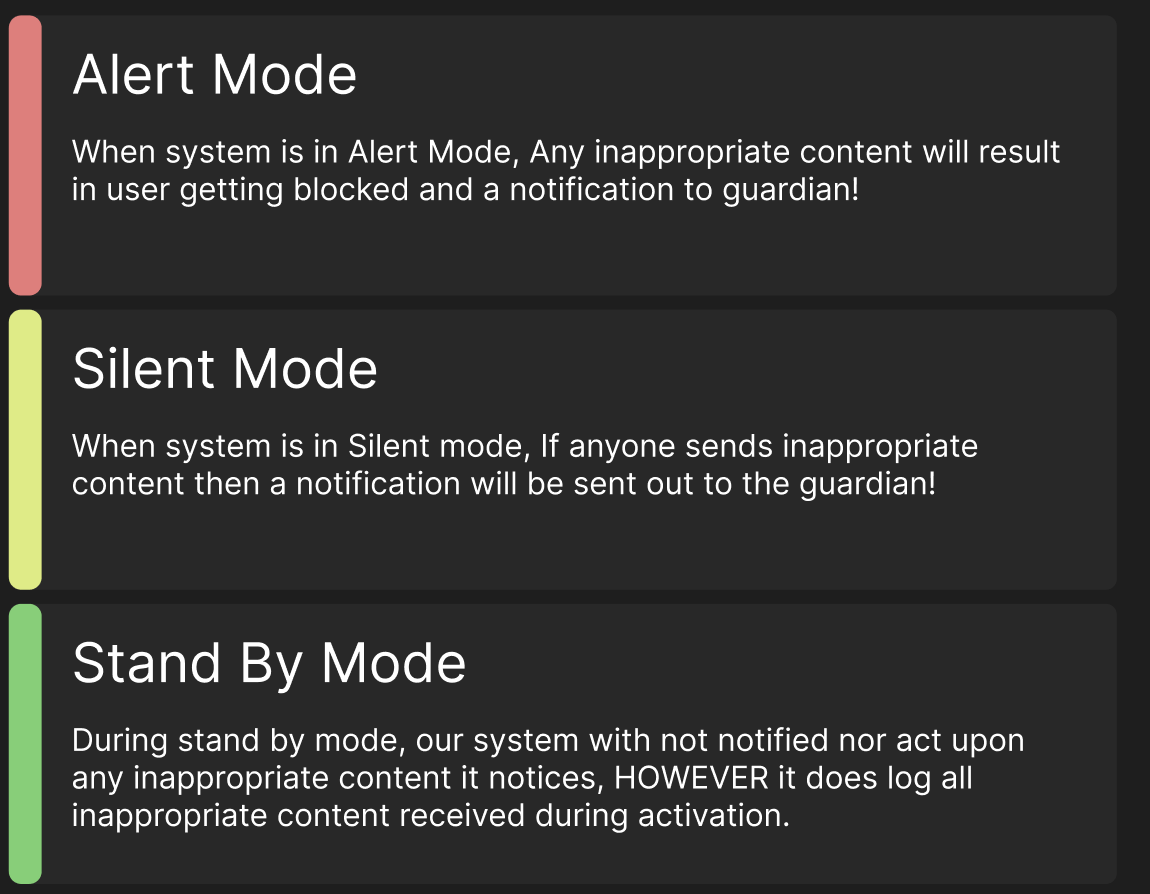 Alert Mode
When system is in Alert Mode, Any inappropriate content will result
in user getting blocked and a notification to guardian!
Silent Mode
When system is in Silent mode, If anyone sends inappropriate
content then a notification will be sent out to the guardian!
Stand By Mode
During stand by mode, our system with not notified nor act upon
any inappropriate content it notices, HOWEVER it does log all
inappropriate content received during activation.